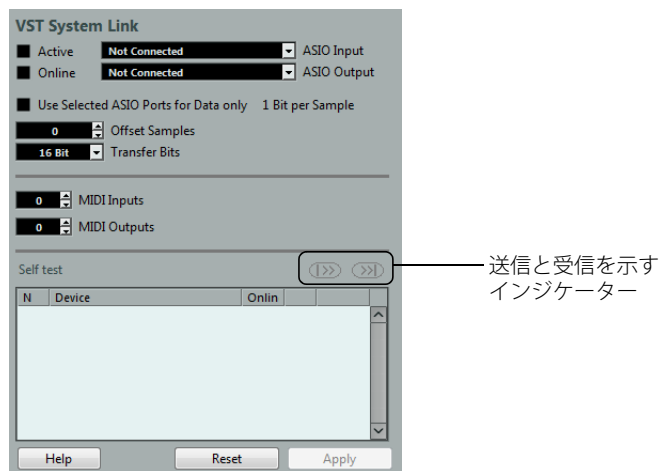 VST System Link
Active Not Connected ASIO Input
Online Not Connected ASIO Output
Use Selected ASIO Ports for Data only 1 Bit per Sample
0 Offset Samples
16 Bit Transfer Bits
0 MIDI Inputs
0 MIDI Outputs
Self test
送信と受信を示す
インジケーター
N Device Onlin
Help Reset Apply